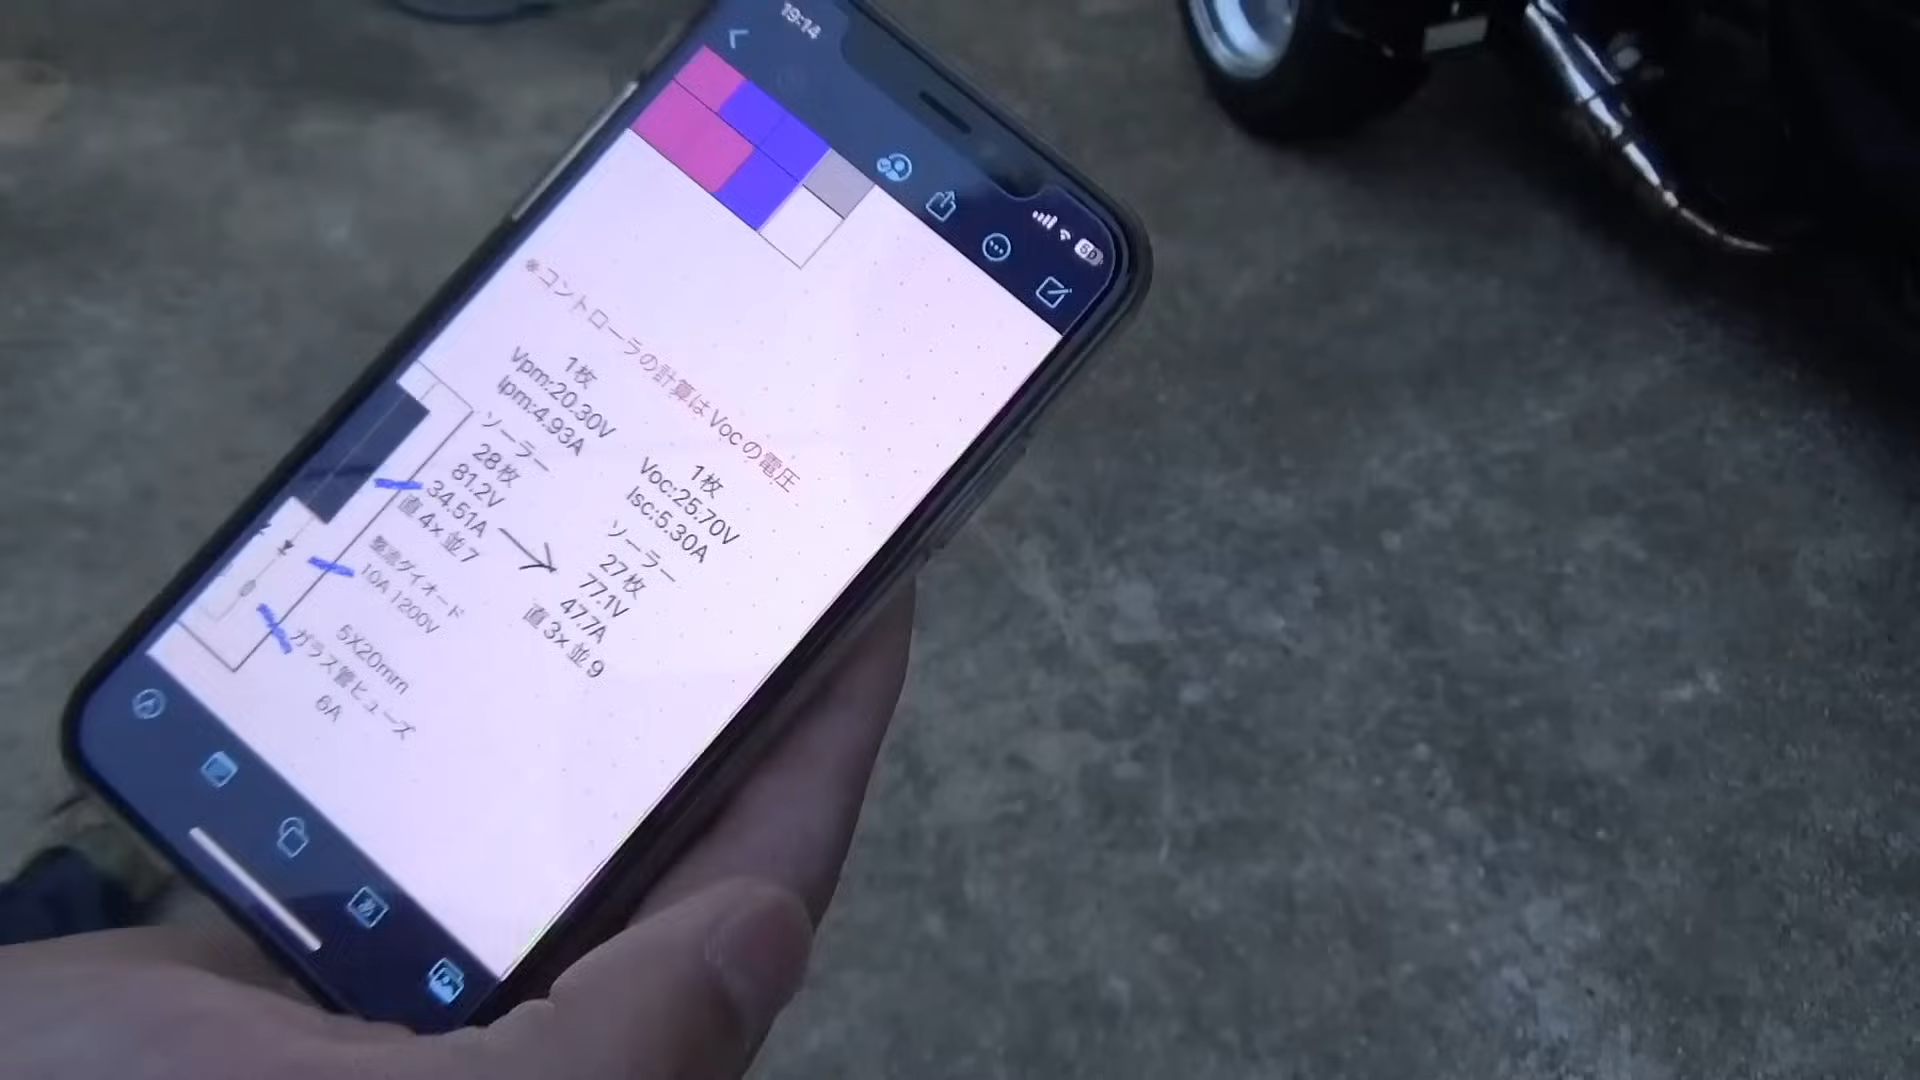 19:14
50
※コントローラの計算はVocの電圧
1枚
Vpm:20.30V
Ipm:4.93A
ソーラー
28枚
81.2V
34.51A
直4×並7
1枚
Voc:25.70V
Isc:5.30A
ソーラー
27枚
77.1V
47.7A
直3×並9
整流ダイオード
10A 1200V
5X20mm
ガラス管ヒューズ
6A
あ